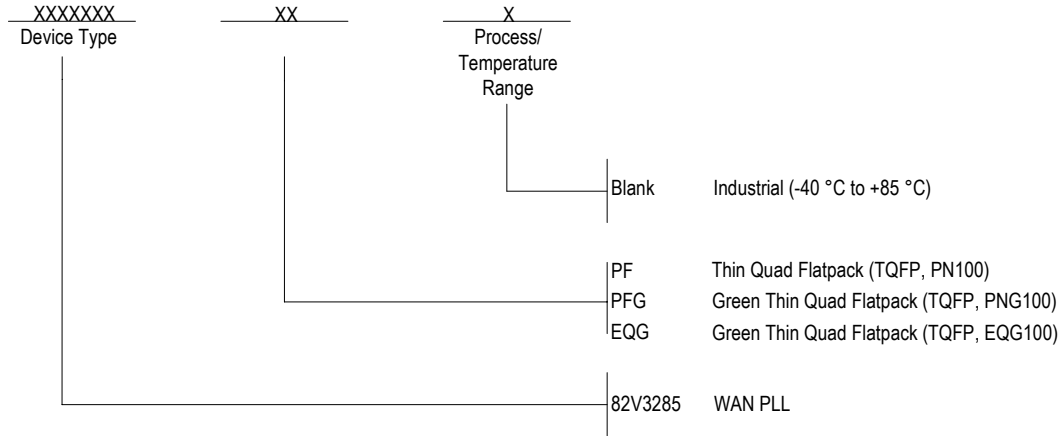 XXXXXXX XX X
Device Type
Process/
Temperature
Range
Blank Industrial (-40 °C to +85 °C)
PF Thin Quad Flatpack (TQFP, PN100)
PFG Green Thin Quad Flatpack (TQFP, PNG100)
EQG Green Thin Quad Flatpack (TQFP, EQG100)
82V3285 WAN PLL